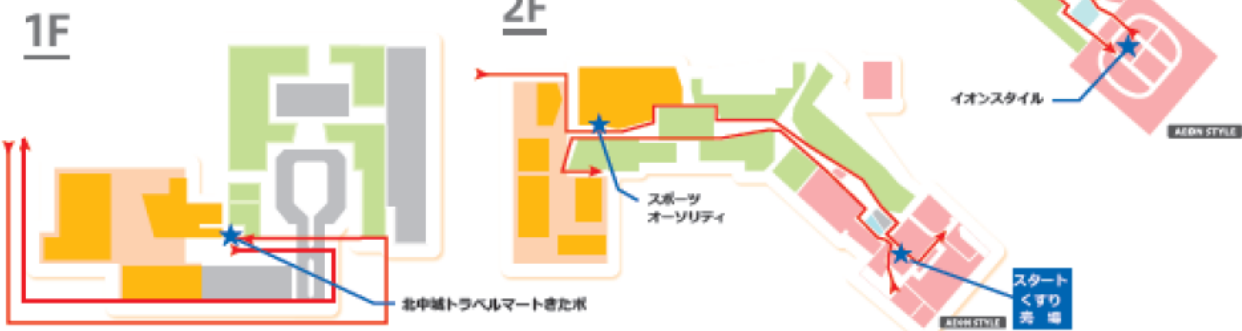 1F
2F
イオンスタイル
AEON STYLE
スポーツ
オーソリティ
北中城トラベルマートきたポ
スタート
くすり
売 場
AEON STYLE